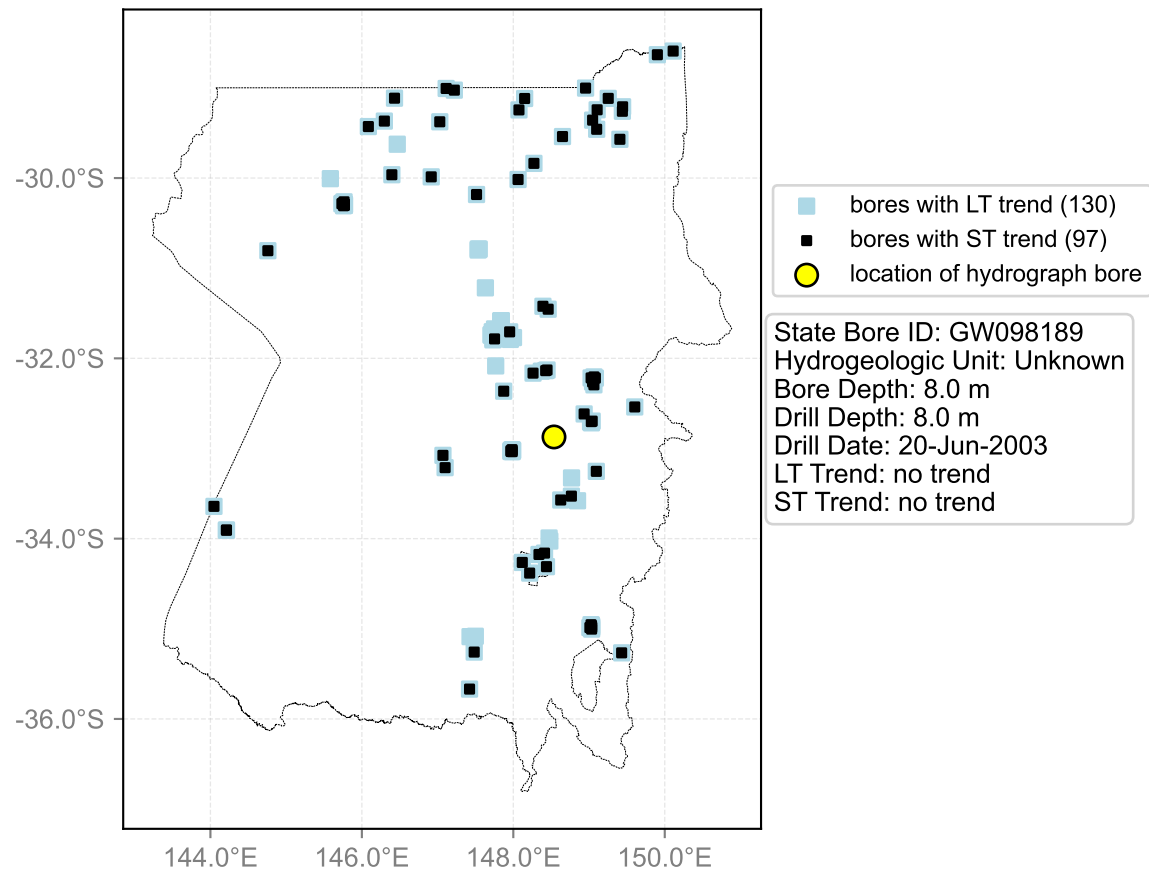 -30.0°S
-32.0°S
-34.0°S
-36.0°S
144.0°E 146.0°E 148.0°E 150.0°E
bores with LT trend (130)
bores with ST trend (97)
location of hydrograph bore
State Bore ID: GW098189
Hydrogeologic Unit: Unknown
Bore Depth: 8.0 m
Drill Depth: 8.0 m
Drill Date: 20-Jun-2003
LT Trend: no trend
ST Trend: no trend